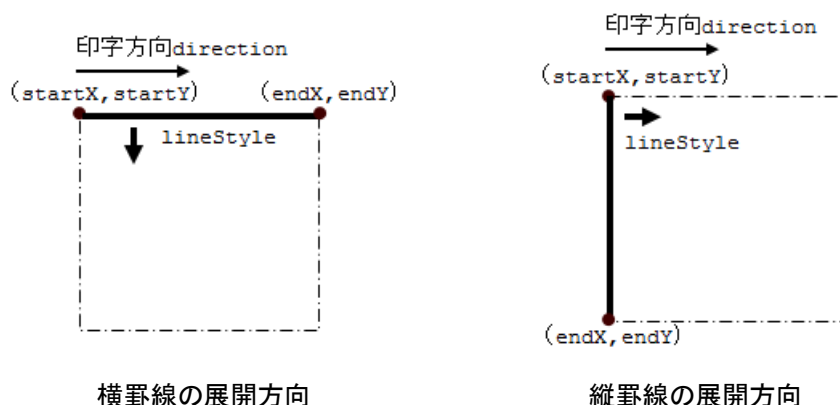 印字方向direction
(startX,startY)
(endX,endY)
lineStyle
横罫線の展開方向
印字方向direction
(startX,startY)
lineStyle
(endX,endY)
縦罫線の展開方向